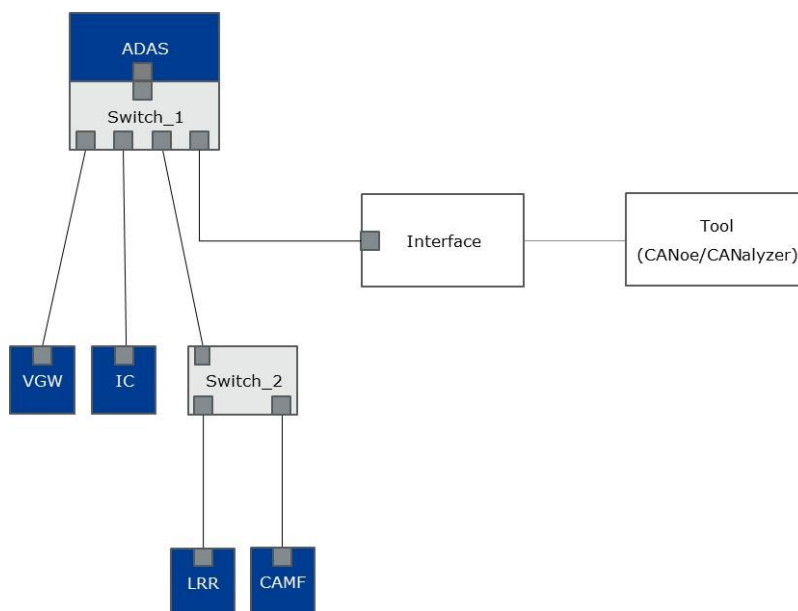 ADAS
Switch_1
Interface
Tool
(CANoe/CANalyzer)
VGW
IC
Switch_2
LRR
CAMF